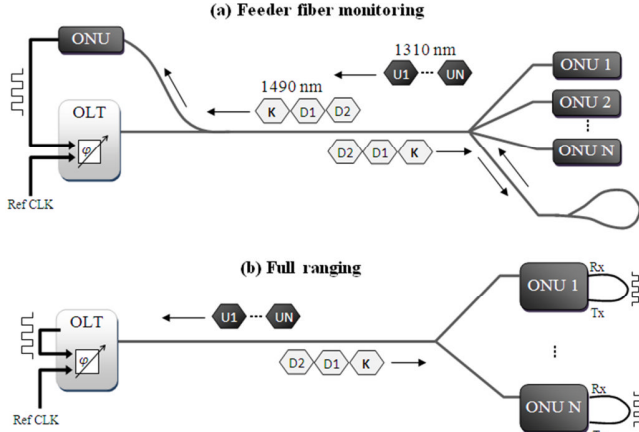 (a) Feeder fiber monitoring
ONU
1310 nm
U1 UN
ONU 1
1490 nm
K D1 D2
ONU 2
OLT
φ
D2 D1 K
ONU N
Ref CLK
(b) Full ranging
OLT
U1 UN
ONU 1
Rx
Tx
φ
D2 D1 K
Rx
ONU N
Ref CLK